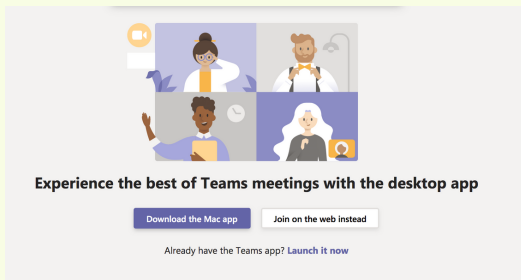 Experience the best of Teams meetings with the desktop app
Download the Mac app
Join on the web instead
Already have the Teams app? Launch it now